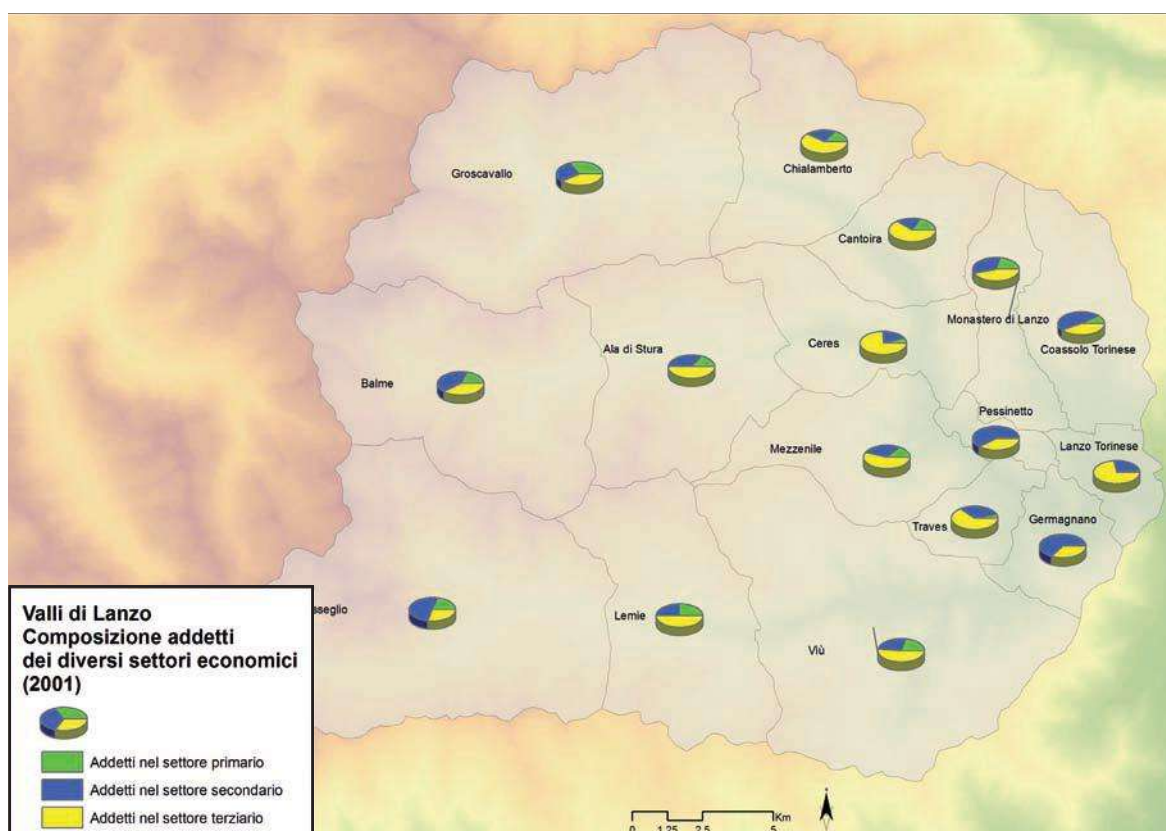 Chialamberto
Groscavallo
Cantoira
Monastero di Lanzo
Ceres
Ala di Stura
Coassolo Torinese
Balme
Pessinetto
Mezzenile
Lanzo Torinese
Traves
Germagnano
sseglio
Lemie
Viù
Valli di Lanzo
Composizione addetti
dei diversi settori economici
(2001)
Addetti nel settore primario
Addetti nel settore secondario
Addetti nel settore terziario
Km
0 1,25 2,5 5